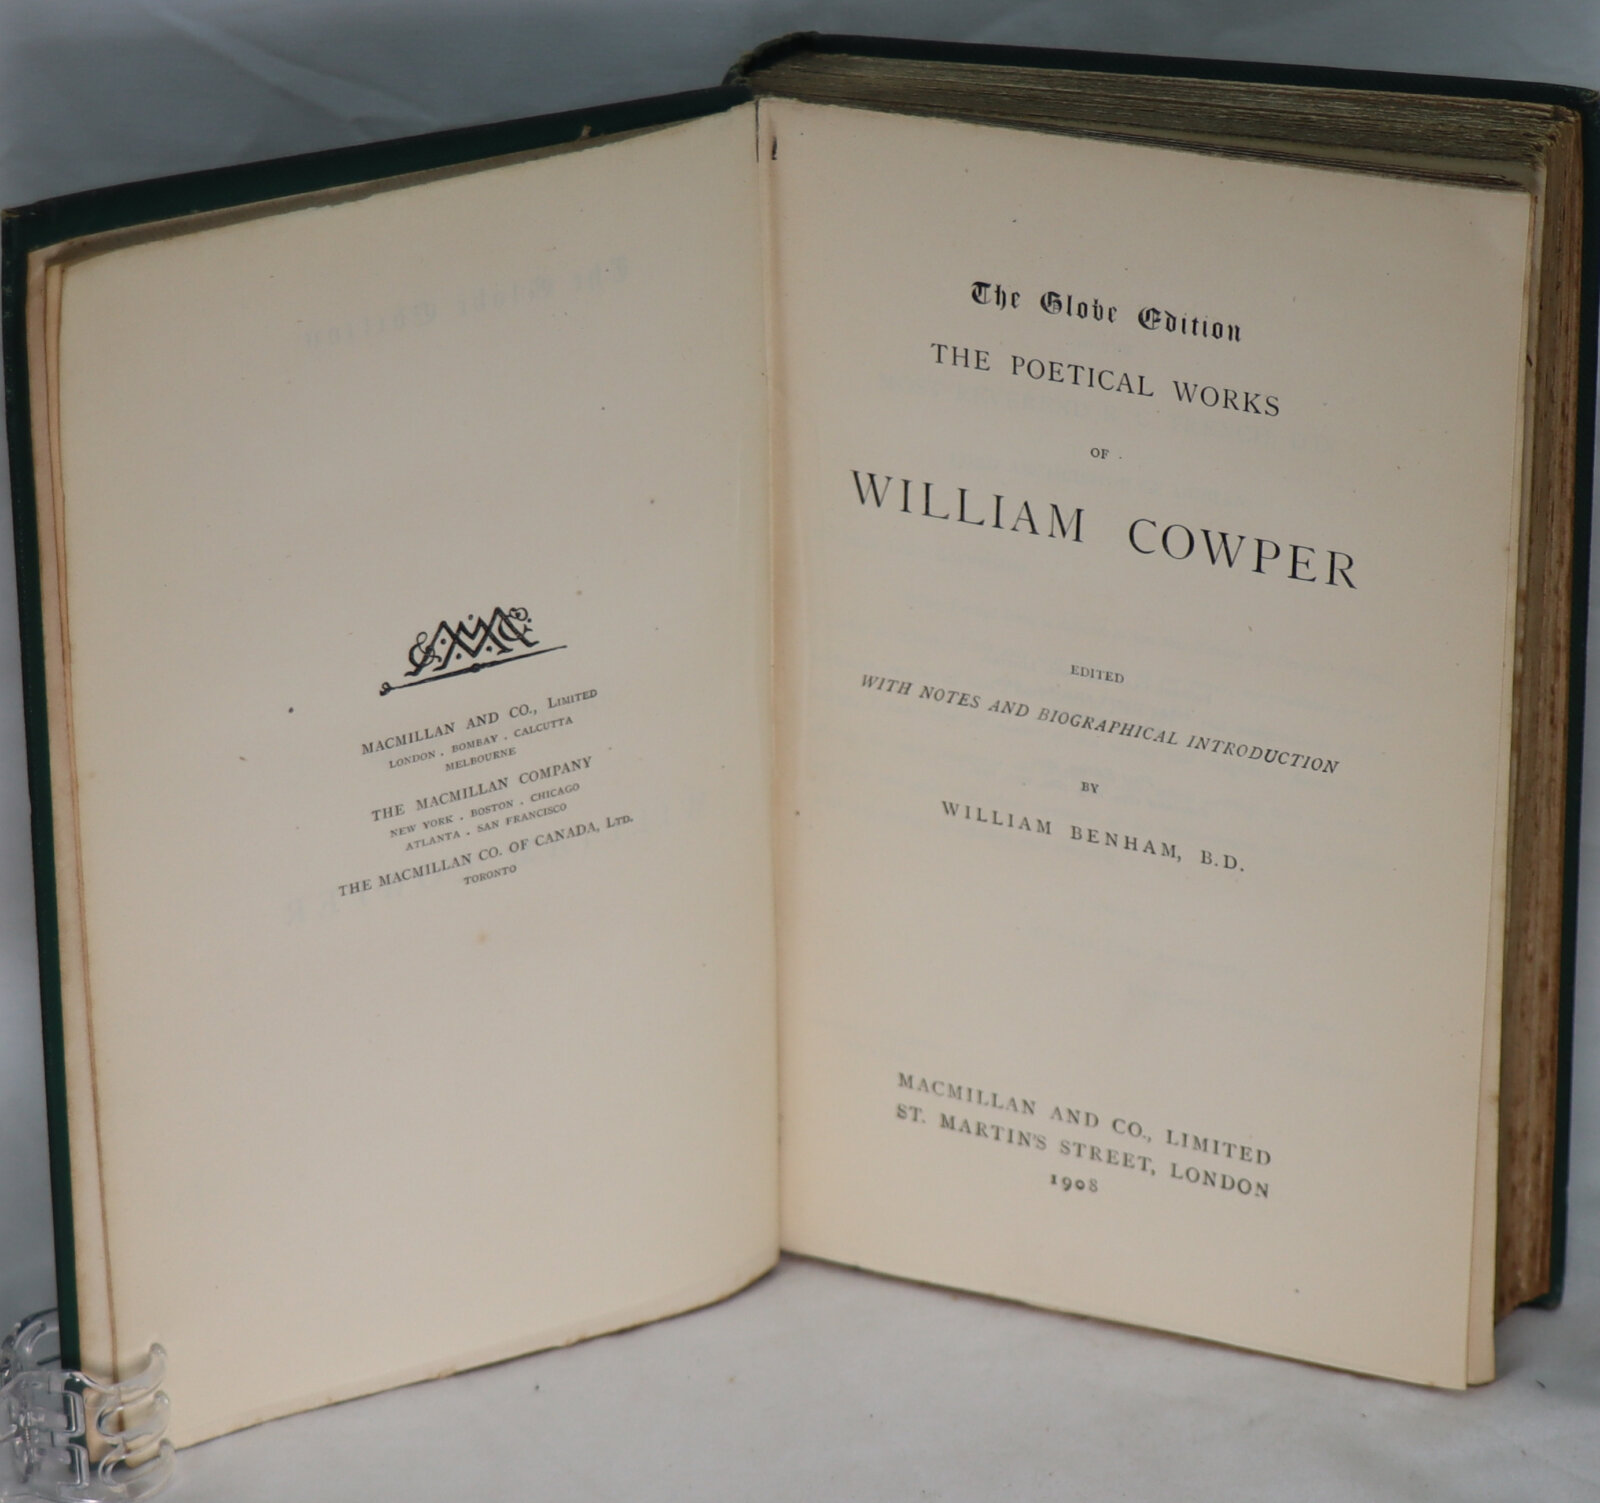 MACMILLAN AND CO., LIMITED
LONDON . BOMBAY . CALCUTTA
MELBOURNE
THE MACMILLAN COMPANY
NEW YORK . BOSTON . CHICAGO
ATLANTA . SAN FRANCISCO
THE MACMILLAN CO. OF CANADA, LTD.
TORONTO
The Globe Edition
THE POETICAL WORKS
OF
WILLIAM COWPER
EDITED
WITH NOTES AND BIOGRAPHICAL INTRODUCTION
BY
WILLIAM BENHAM, B.D.
MACMILLAN AND CO., LIMITED
ST. MARTIN'S STREET, LONDON
1908